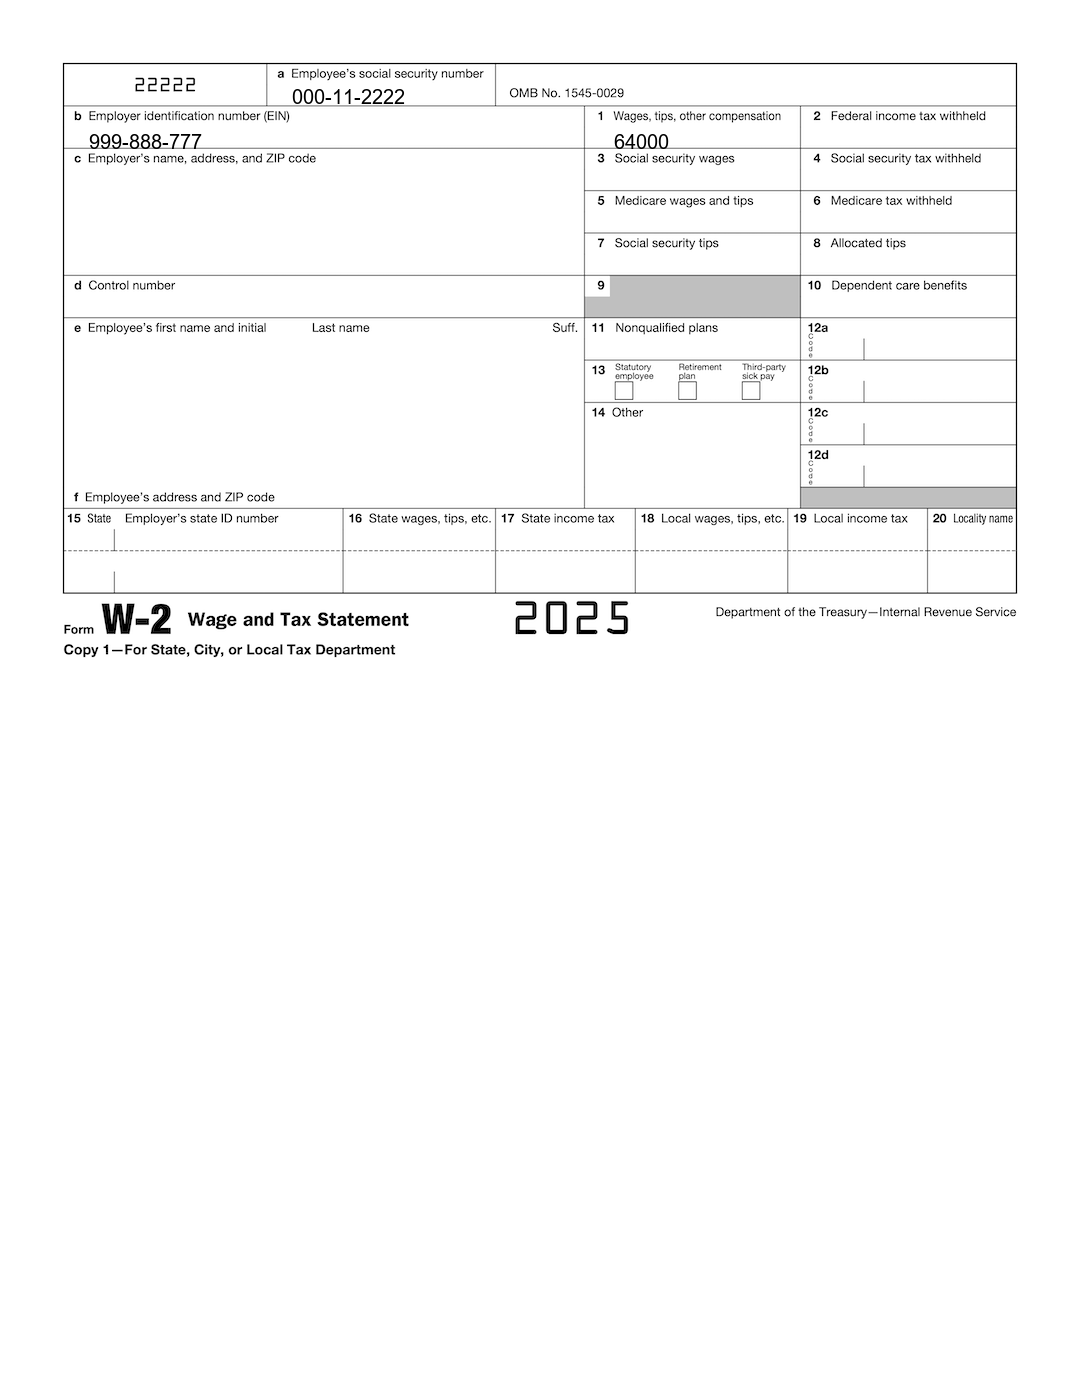 22222
a Employee's social security number
000-11-2222
OMB No. 1545-0029
b Employer identification number (EIN)
999-888-777
1 Wages, tips, other compensation
64000
2 Federal income tax withheld
c Employer's name, address, and ZIP code
3 Social security wages
4 Social security tax withheld
5 Medicare wages and tips
6 Medicare tax withheld
7 Social security tips
8 Allocated tips
d Control number
9
10 Dependent care benefits
e Employee's first name and initial
Last name
Suff.
11 Nonqualified plans
12a
Code
13
Statutory
employee
Retirement
plan
Third-party
sick pay
12b
Code
14 Other
12c
Code
12d
Code
f Employee's address and ZIP code
15 State
Employer's state ID number
16 State wages, tips, etc.
17 State income tax
18 Local wages, tips, etc.
19 Local income tax
20 Locality name
Form W-2 Wage and Tax Statement
2025
Department of the Treasury—Internal Revenue Service
Copy 1—For State, City, or Local Tax Department